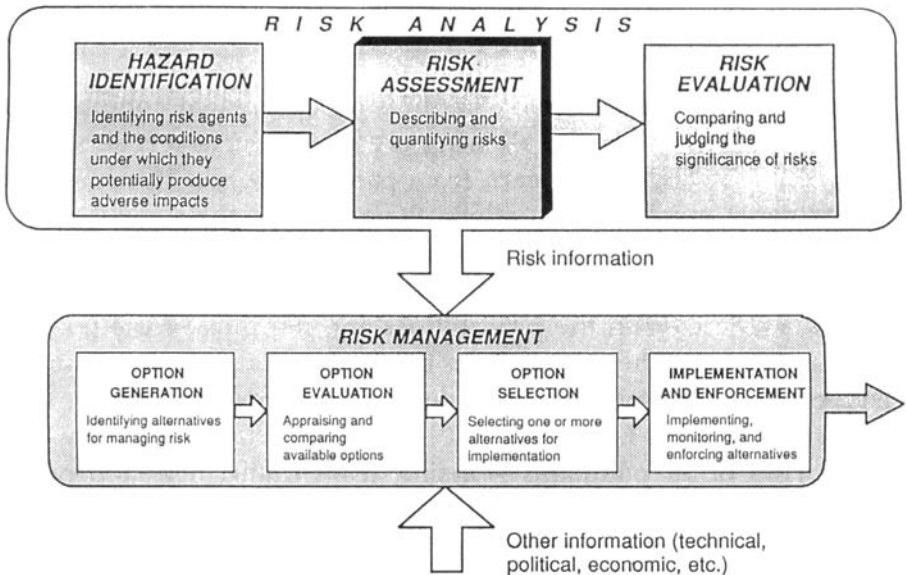 RISK ANALYSIS
HAZARD
IDENTIFICATION
Identifying risk agents
and the conditions
under which they
potentially produce
adverse impacts
RISK
ASSESSMENT
Describing and
quantifying risks
RISK
EVALUATION
Comparing and
judging the
significance of risks
Risk information
RISK MANAGEMENT
OPTION
GENERATION
Identifying alternatives
for managing risk
OPTION
EVALUATION
Appraising and
comparing
available options
OPTION
SELECTION
Selecting one or more
alternatives for
implementation
IMPLEMENTATION
AND ENFORCEMENT
Implementing,
monitoring, and
enforcing alternatives
Other information (technical,
political, economic, etc.)